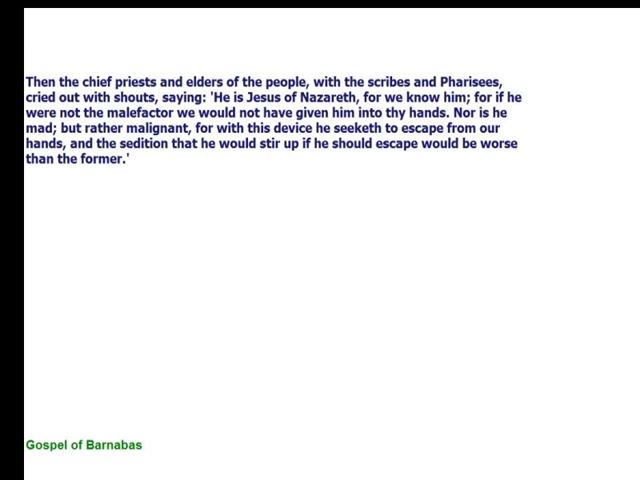 Then the chief priests and elders of the people, with the scribes and Pharisees,
cried out with shouts, saying: 'He is Jesus of Nazareth, for we know him; for if he
were not the malefactor we would not have given him into thy hands. Nor is he
mad; but rather malignant, for with this device he seeketh to escape from our
hands, and the sedition that he would stir up if he should escape would be worse
than the former.'
Gospel of Barnabas